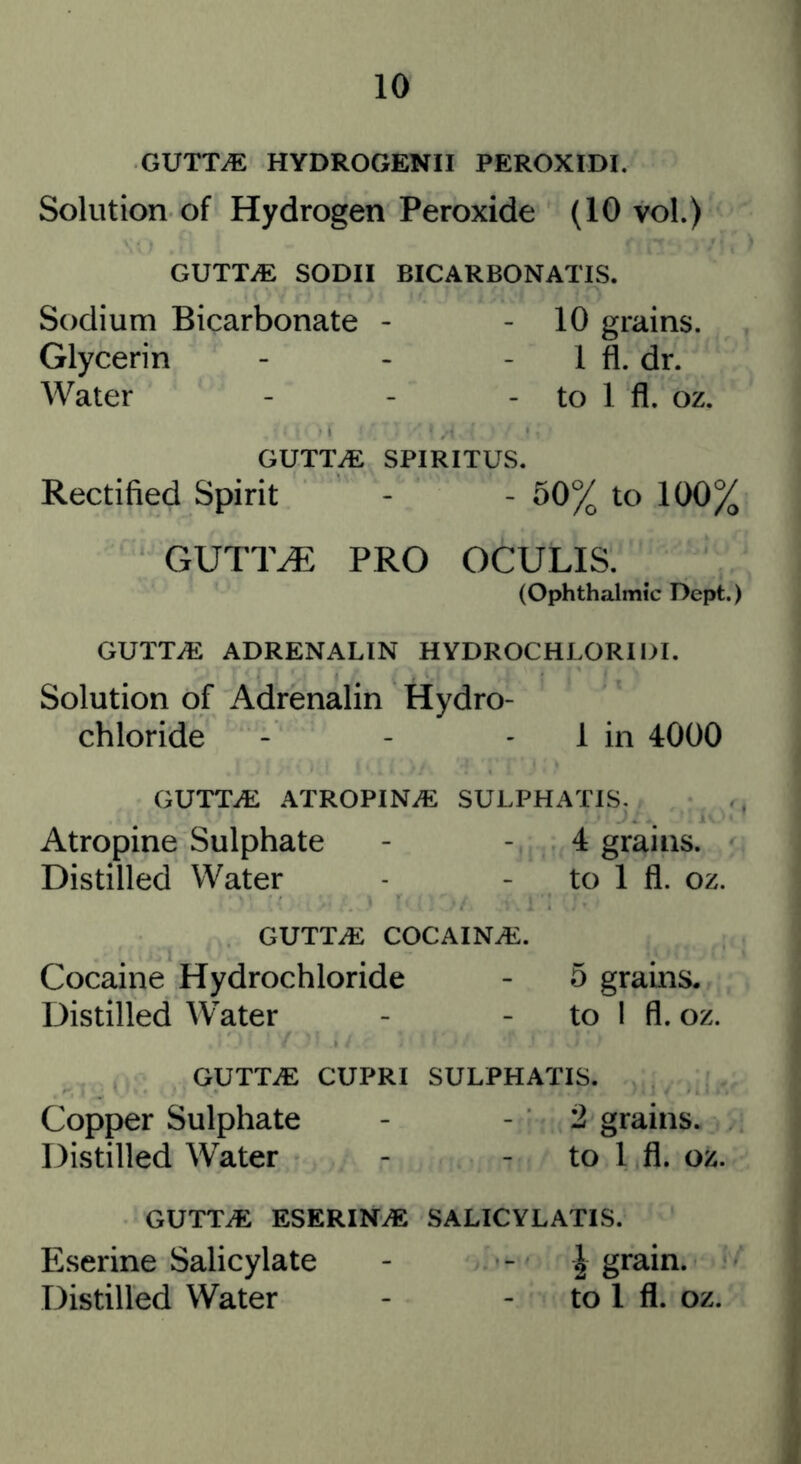 10
GUTTÆ HYDROGENII PEROXIDI.
Solution of Hydrogen Peroxide (10 vol.)
GUTTÆ SODII BICARBONATIS.
Sodium Bicarbonate - - 10 grains.
Glycerin - - - 1 fl. dr.
Water - - - to 1 fl. oz.
GUTTÆ SPIRITUS.
Rectified Spirit - - 50% to 100%
GUTTÆ PRO OCULIS.
(Ophthalmic Dept.)
GUTTÆ ADRENALIN HYDROCHLORIDI.
Solution of Adrenalin Hydro-
chloride - - - 1 in 4000
GUTTÆ ATROPINÆ SULPHATIS.
Atropine Sulphate - - 4 grains.
Distilled Water - - to 1 fl. oz.
GUTTÆ COCAINÆ.
Cocaine Hydrochloride - 5 grains.
Distilled Water - - to 1 fl. oz.
GUTTÆ CUPRI SULPHATIS.
Copper Sulphate - - 2 grains.
Distilled Water - - to 1 fl. oz.
GUTTÆ ESERINÆ SALICYLATIS.
Eserine Salicylate - - ½ grain.
Distilled Water - - to 1 fl. oz.